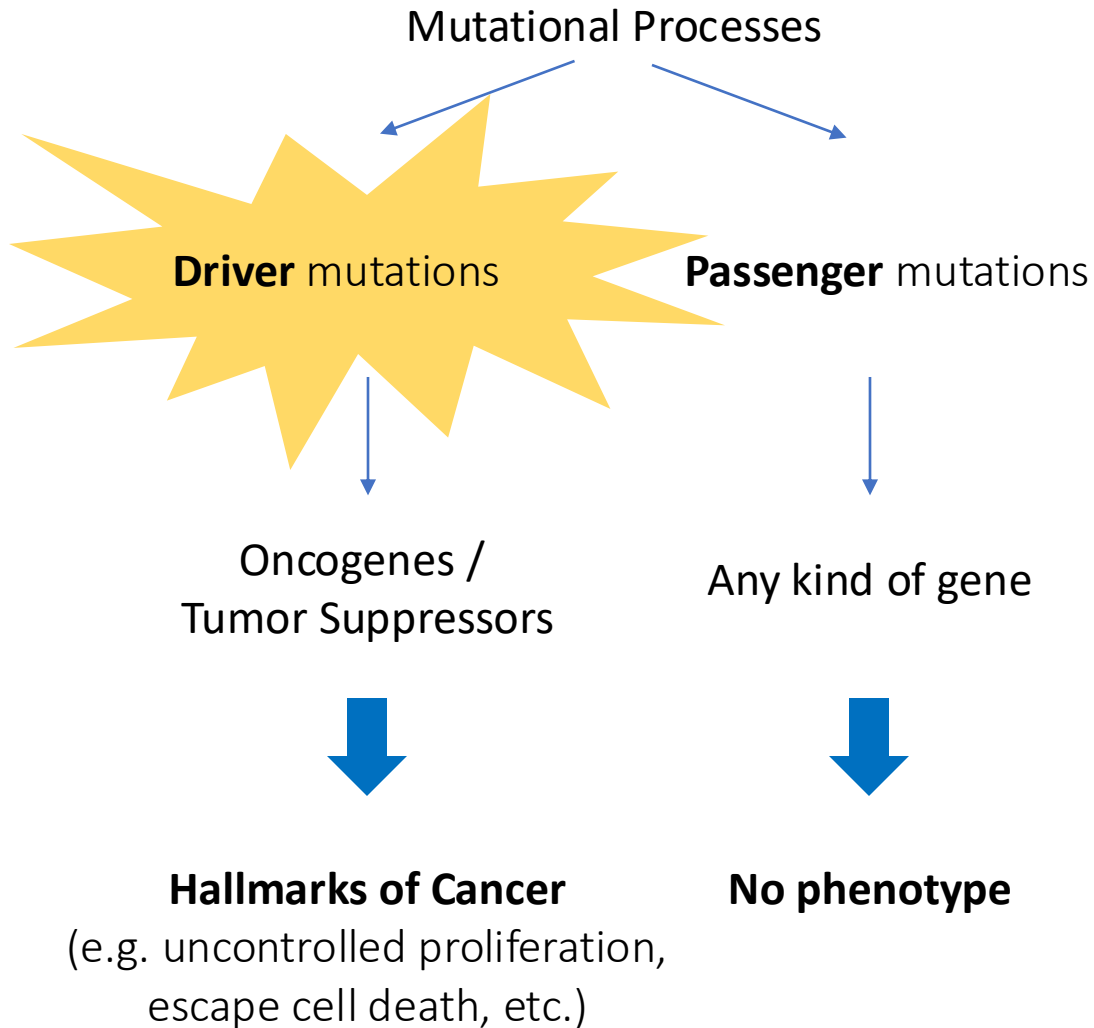 Mutational Processes
Driver mutations
Passenger mutations
Oncogenes /
Tumor Suppressors
Any kind of gene
Hallmarks of Cancer
(e.g. uncontrolled proliferation,
escape cell death, etc.)
No phenotype